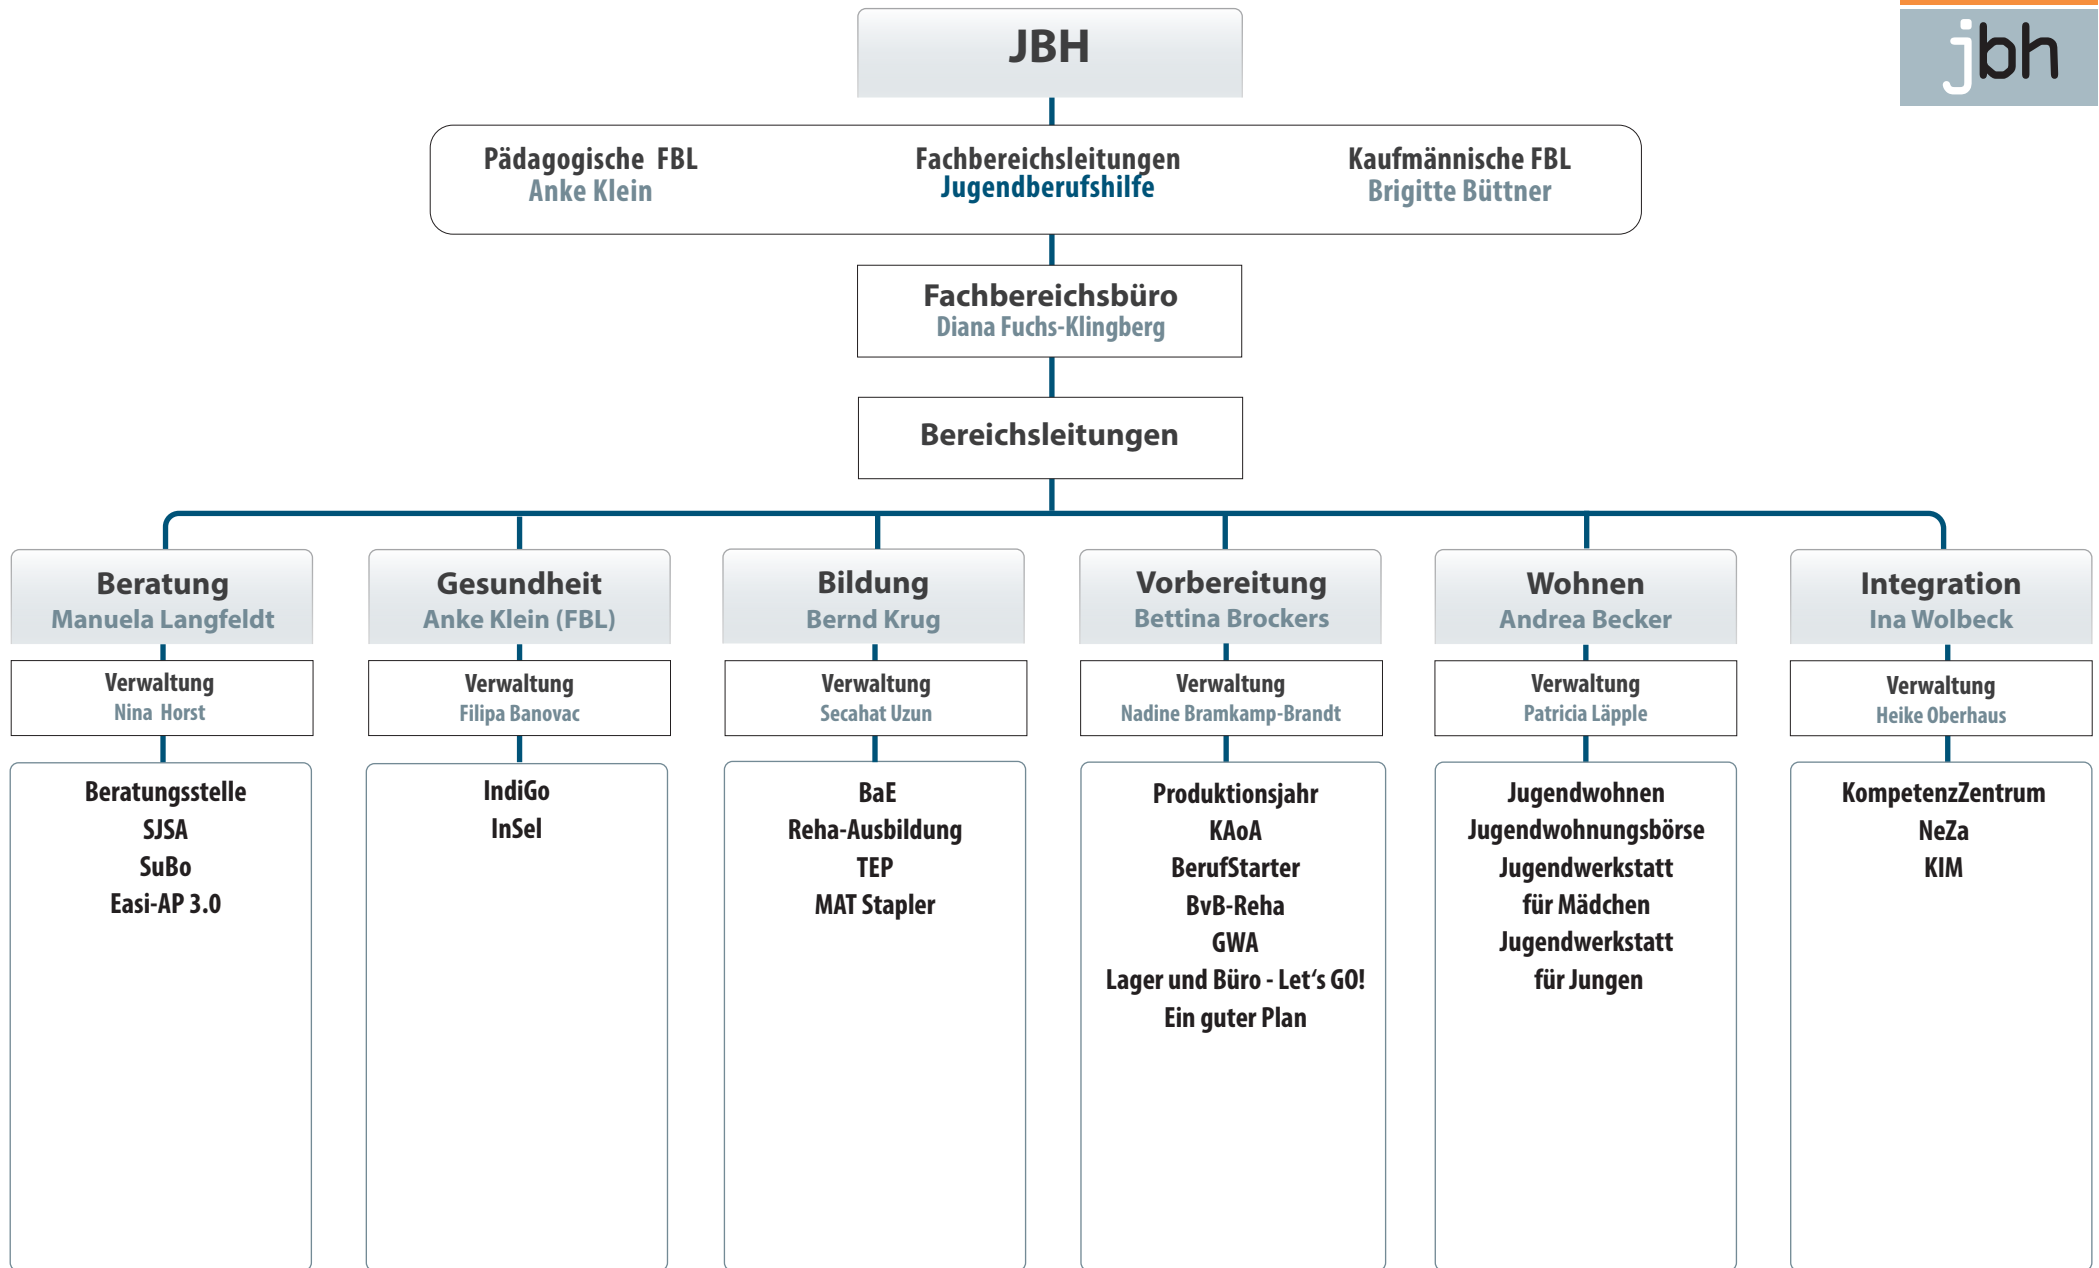 JBH
jbh
Pädagogische FBL
Anke Klein
Fachbereichsleitungen
Jugendberufshilfe
Kaufmännische FBL
Brigitte Büttner
Fachbereichsbüro
Diana Fuchs-Klingberg
Bereichsleitungen
Beratung
Manuela Langfeldt
Verwaltung
Nina Horst
Beratungsstelle
SJSA
SuBo
Easi-AP 3.0
Gesundheit
Anke Klein (FBL)
Verwaltung
Filipa Banovac
IndiGo
InSel
Bildung
Bernd Krug
Verwaltung
Secahat Uzun
BaE
Reha-Ausbildung
TEP
MAT Stapler
Vorbereitung
Bettina Brockers
Verwaltung
Nadine Bramkamp-Brandt
Produktionsjahr
KAoA
BerufStarter
BvB-Reha
GWA
Lager und Büro - Let‘s GO!
Ein guter Plan
Wohnen
Andrea Becker
Verwaltung
Patricia Läpple
Jugendwohnen
Jugendwohnungsbörse
Jugendwerkstatt
für Mädchen
Jugendwerkstatt
für Jungen
Integration
Ina Wolbeck
Verwaltung
Heike Oberhaus
KompetenzZentrum
NeZa
KIM